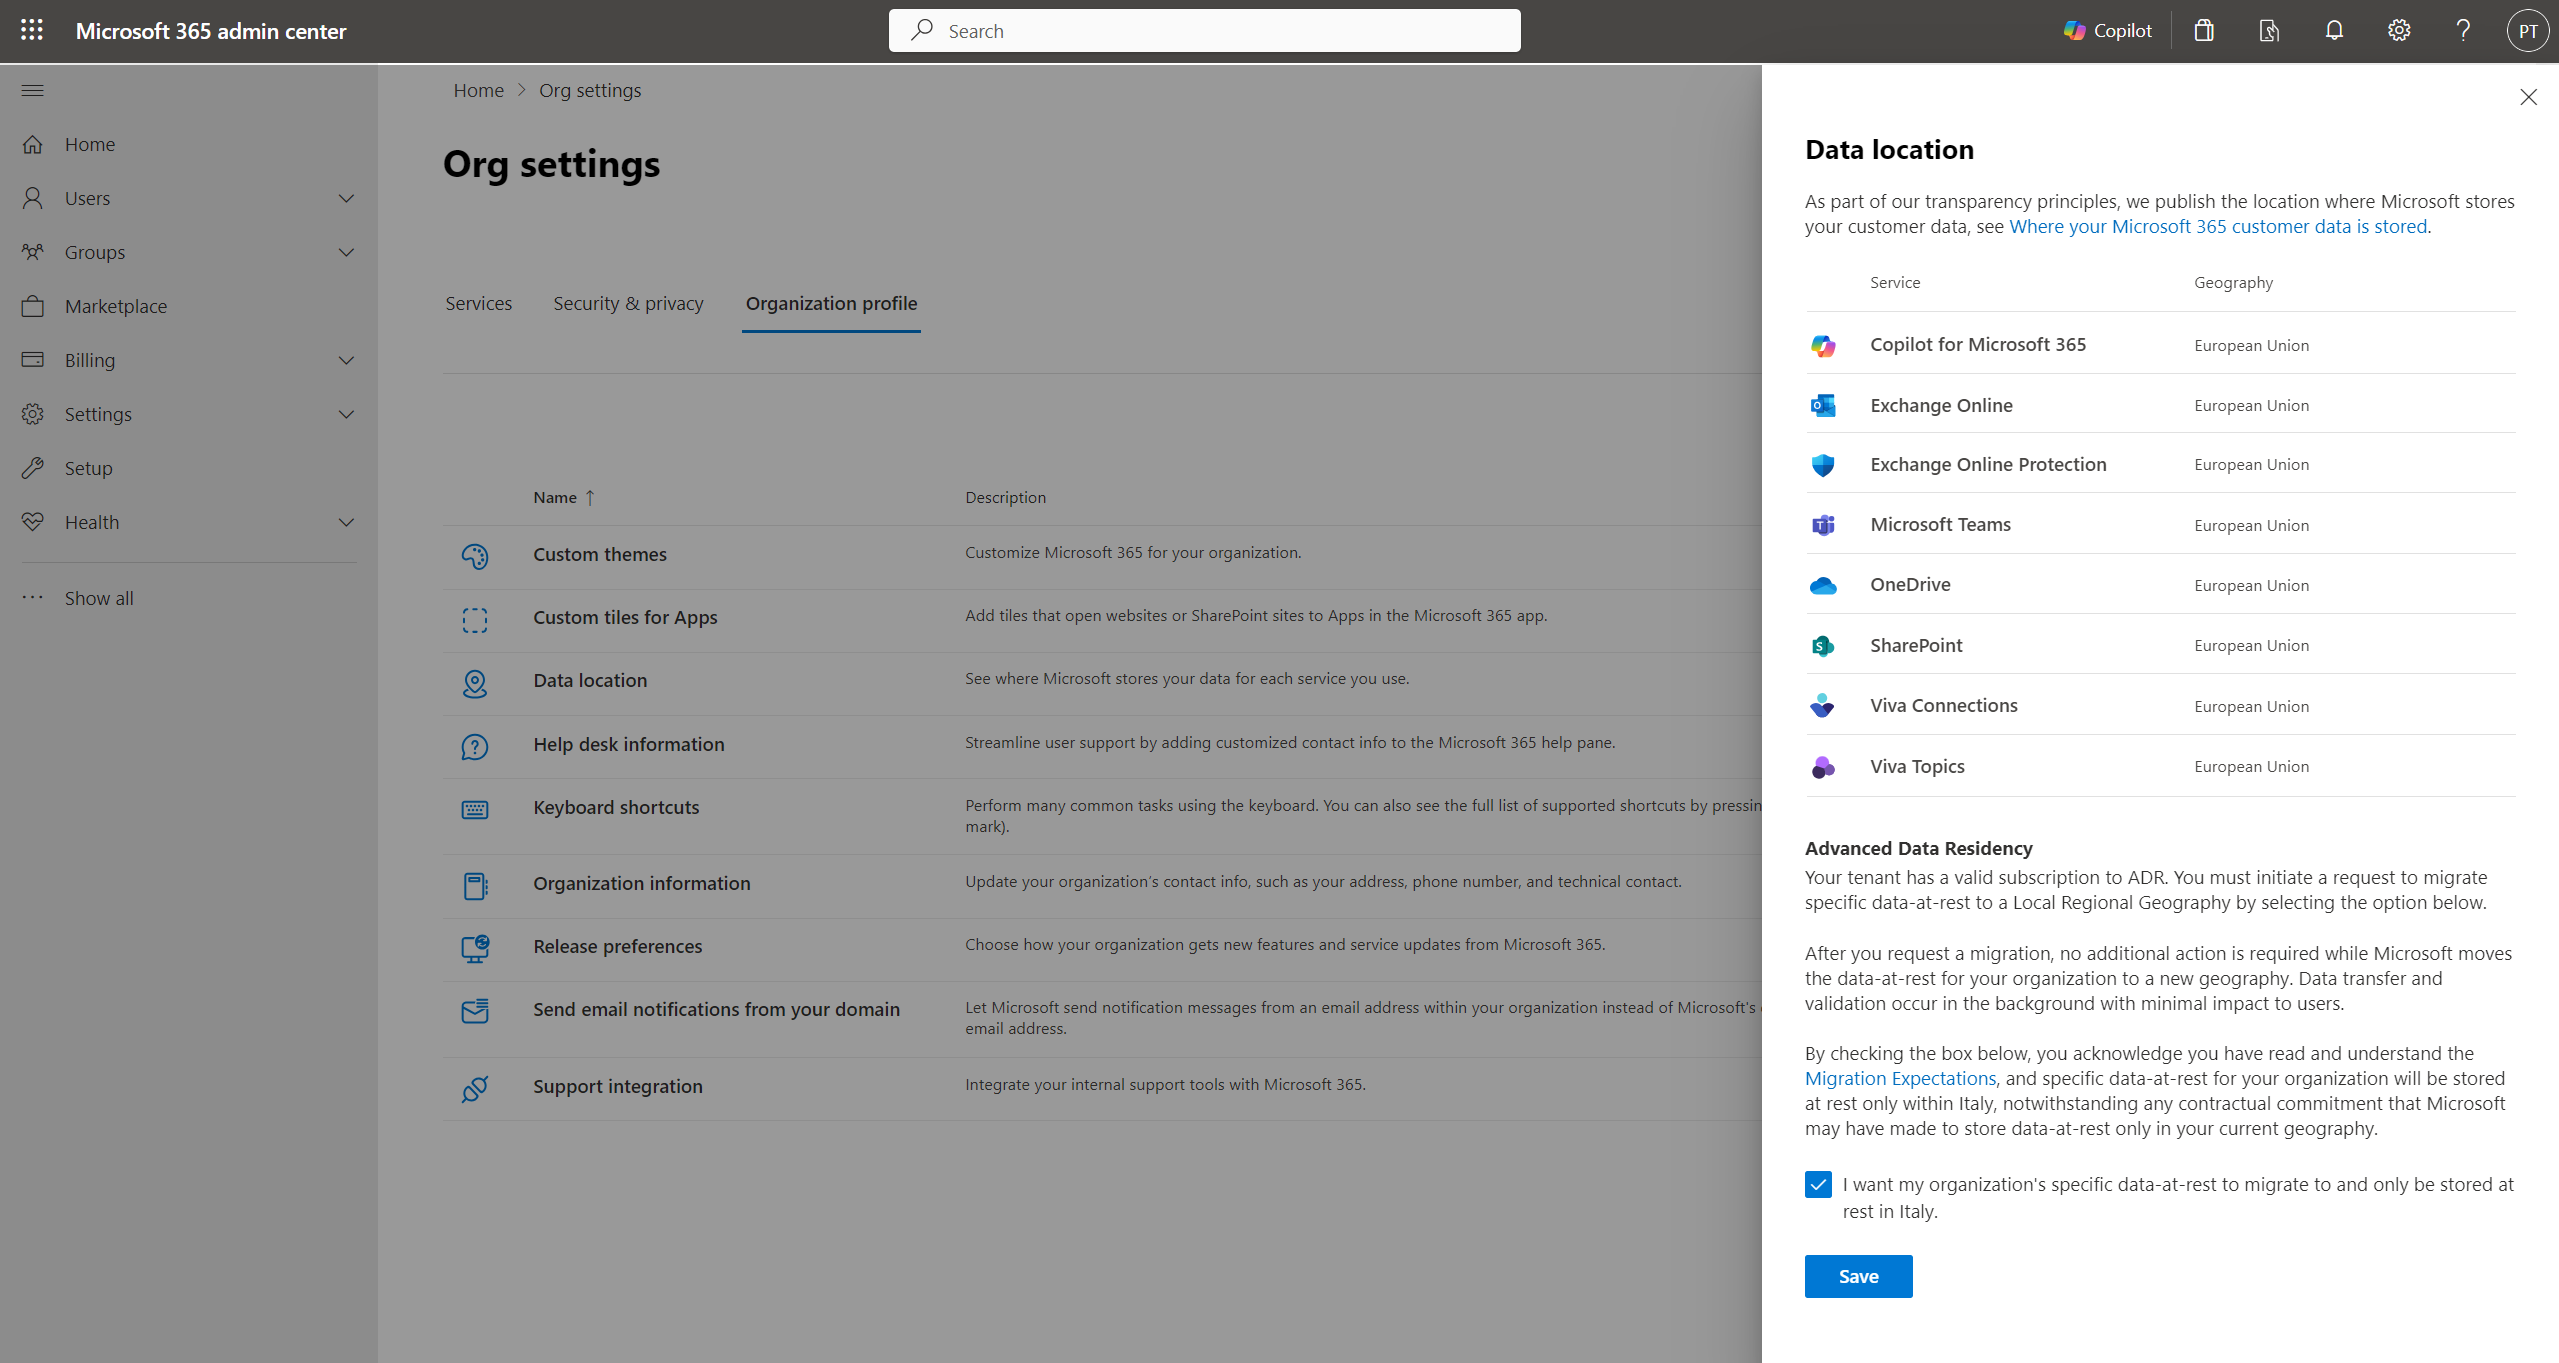 Microsoft 365 admin center
Search
Copilot
PT
Home
Users
Groups
Marketplace
Billing
Settings
Setup
Health
Show all
Home > Org settings
Org settings
Services
Security & privacy
Organization profile
Name ↑
Description
Custom themes
Customize Microsoft 365 for your organization.
Custom tiles for Apps
Add tiles that open websites or SharePoint sites to Apps in the Microsoft 365 app.
Data location
See where Microsoft stores your data for each service you use.
Help desk information
Streamline user support by adding customized contact info to the Microsoft 365 help pane.
Keyboard shortcuts
Perform many common tasks using the keyboard. You can also see the full list of supported shortcuts by pressin
mark).
Organization information
Update your organization's contact info, such as your address, phone number, and technical contact.
Release preferences
Choose how your organization gets new features and service updates from Microsoft 365.
Send email notifications from your domain
Let Microsoft send notification messages from an email address within your organization instead of Microsoft's
email address.
Support integration
Integrate your internal support tools with Microsoft 365.
Data location
As part of our transparency principles, we publish the location where Microsoft stores
your customer data, see Where your Microsoft 365 customer data is stored.
Service
Geography
Copilot for Microsoft 365
European Union
Exchange Online
European Union
Exchange Online Protection
European Union
Microsoft Teams
European Union
OneDrive
European Union
SharePoint
European Union
Viva Connections
European Union
Viva Topics
European Union
Advanced Data Residency
Your tenant has a valid subscription to ADR. You must initiate a request to migrate
specific data-at-rest to a Local Regional Geography by selecting the option below.
After you request a migration, no additional action is required while Microsoft moves
the data-at-rest for your organization to a new geography. Data transfer and
validation occur in the background with minimal impact to users.
By checking the box below, you acknowledge you have read and understand the
Migration Expectations, and specific data-at-rest for your organization will be stored
at rest only within Italy, notwithstanding any contractual commitment that Microsoft
may have made to store data-at-rest only in your current geography.
I want my organization's specific data-at-rest to migrate to and only be stored at
rest in Italy.
Save